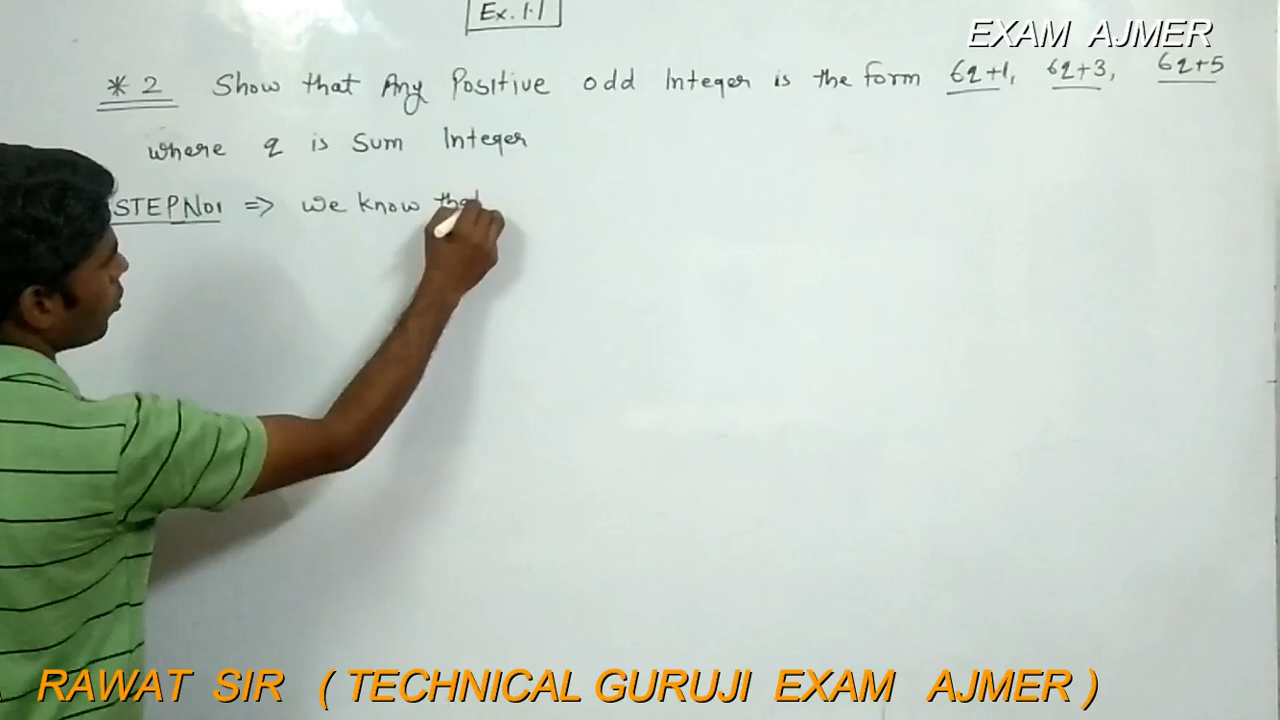 Ex. 1.1
EXAM AJMER
* 2 Show that Any Positive odd Integer is the form 6q+1, 6q+3, 6q+5
where q is Sum Integer
STEP No1 => we know that
RAWAT SIR ( TECHNICAL GURUJI EXAM AJMER )